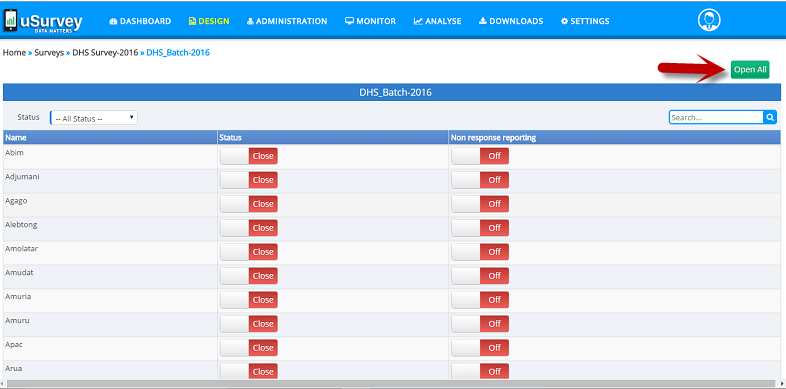 uSurvey
DATA MATTERS
DASHBOARD DESIGN ADMINISTRATION MONITOR ANALYSE DOWNLOADS SETTINGS
Home » Surveys » DHS Survey-2016 » DHS_Batch-2016
Open All
DHS_Batch-2016
Status -- All Status -- Search...
Name Status Non response reporting
Abim Close Off
Adjumani Close Off
Agago Close Off
Alebtong Close Off
Amolatar Close Off
Amudat Close Off
Amuria Close Off
Amuru Close Off
Apac Close Off
Arua Close Off